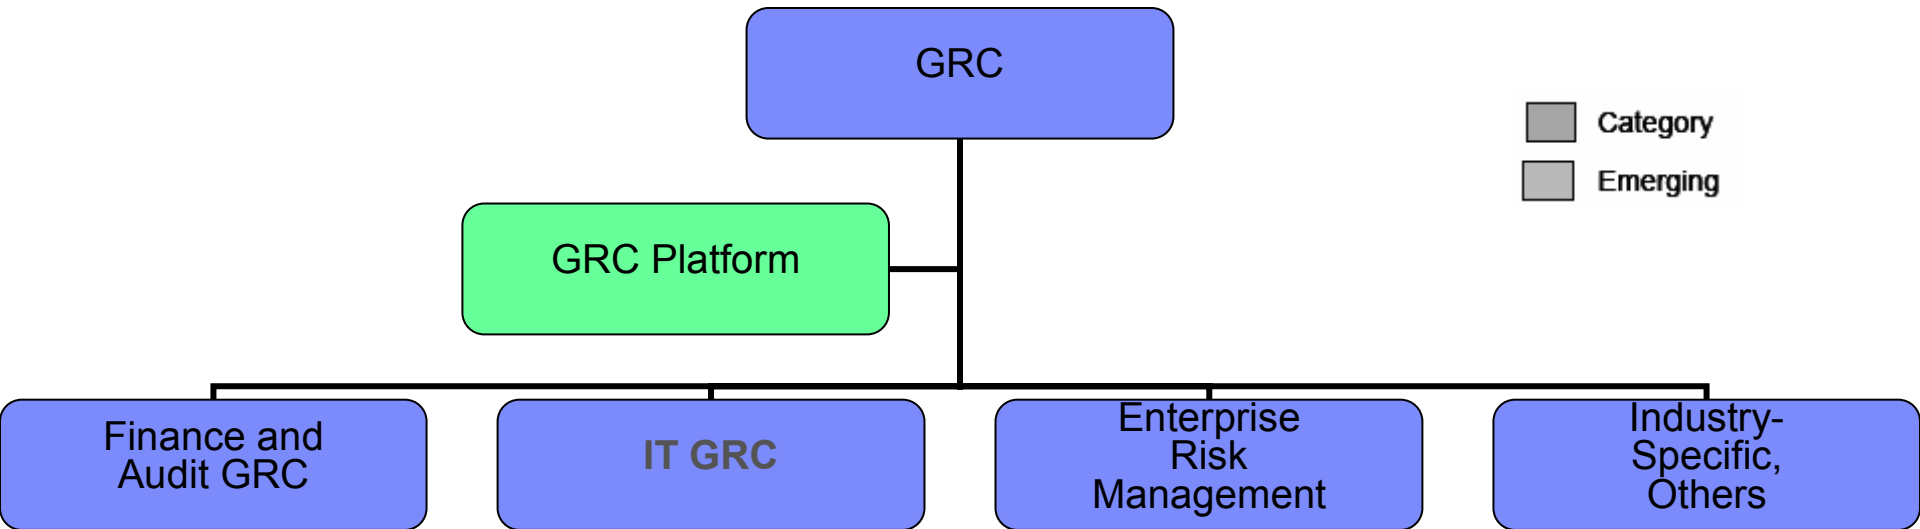 GRC
Category
Emerging
GRC Platform
Finance and
Audit GRC
IT GRC
Enterprise
Risk
Management
Industry-
Specific,
Others